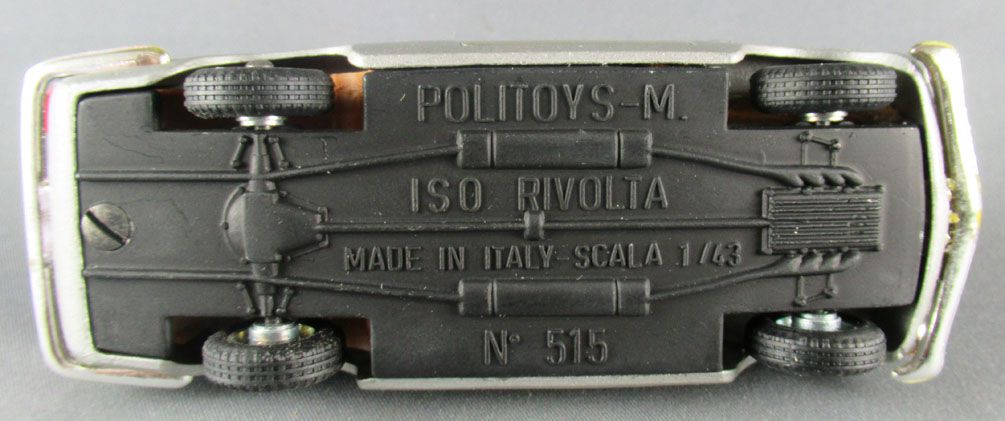 POLITOYS-M.
ISO RIVOLTA
MADE IN ITALY-SCALA 1/43
N° 515